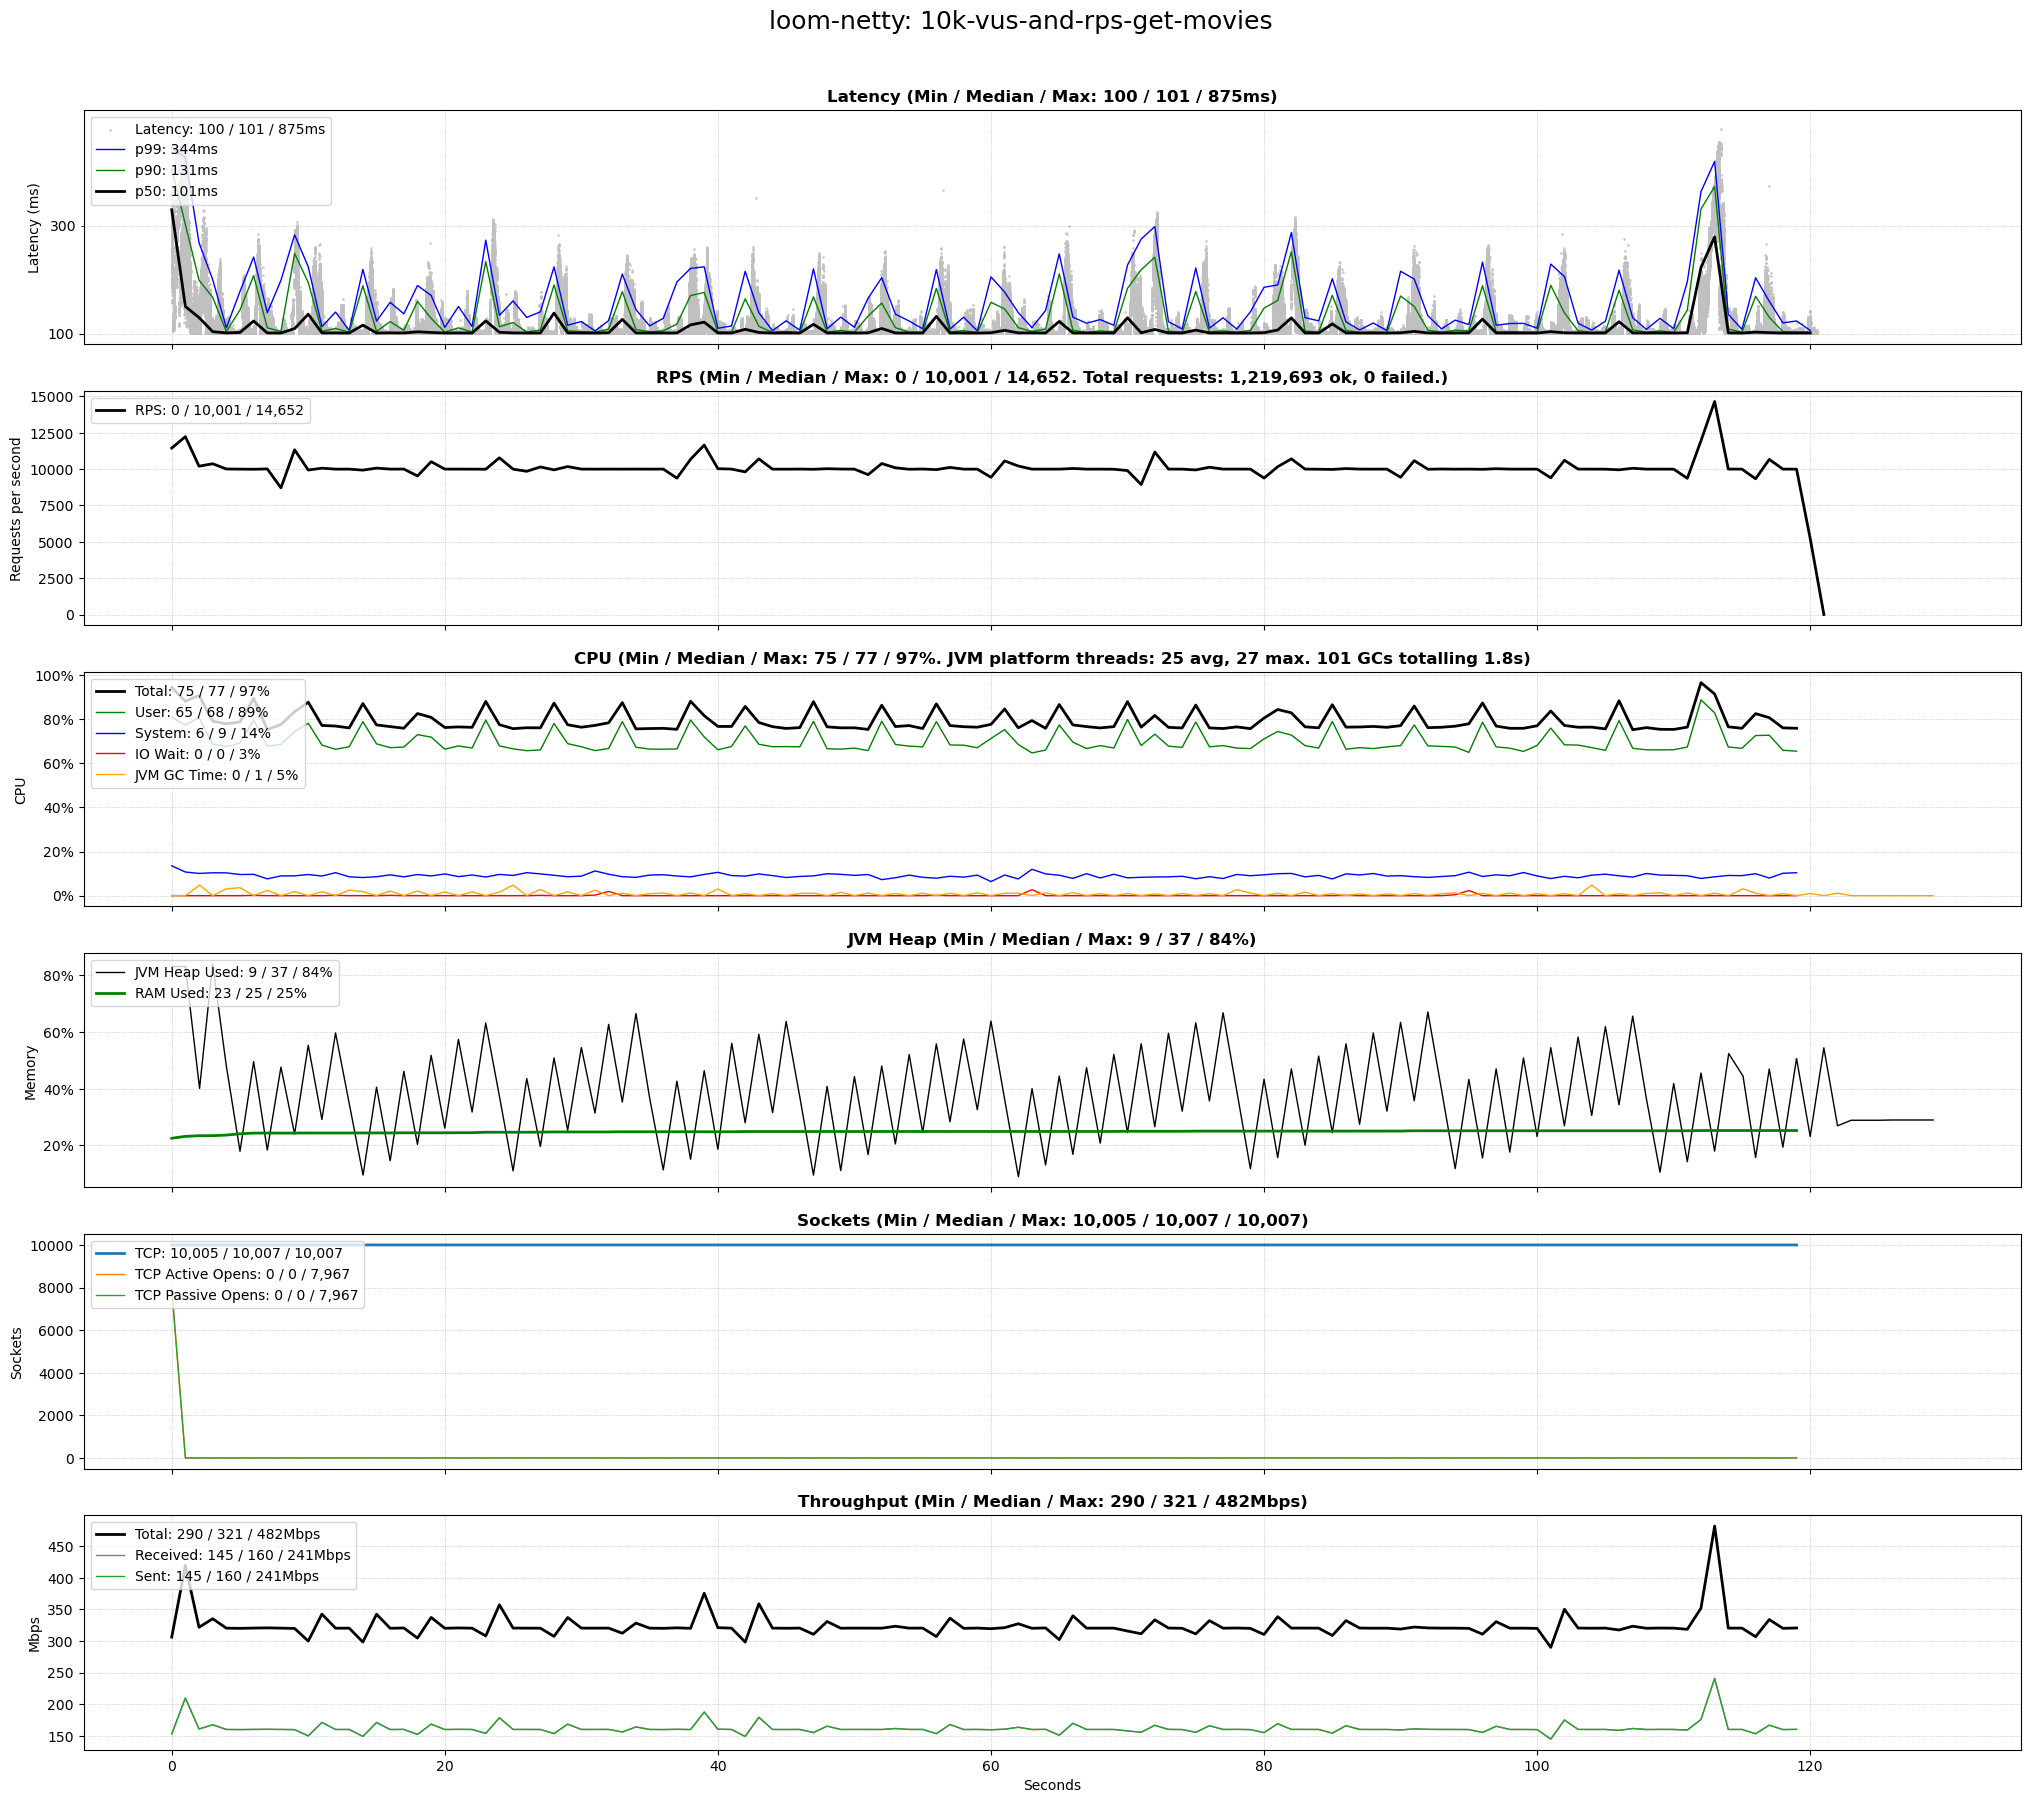 loom-netty: 10k-vus-and-rps-get-movies
Latency (Min / Median / Max: 100 / 101 / 875ms)
Latency: 100 / 101 / 875ms
p99: 344ms
p90: 131ms
p50: 101ms
Latency (ms)
300
100
RPS (Min / Median / Max: 0 / 10,001 / 14,652. Total requests: 1,219,693 ok, 0 failed.)
RPS: 0 / 10,001 / 14,652
Requests per second
15000
12500
10000
7500
5000
2500
0
CPU (Min / Median / Max: 75 / 77 / 97%. JVM platform threads: 25 avg, 27 max. 101 GCs totalling 1.8s)
Total: 75 / 77 / 97%
User: 65 / 68 / 89%
System: 6 / 9 / 14%
IO Wait: 0 / 0 / 3%
JVM GC Time: 0 / 1 / 5%
CPU
100%
80%
60%
40%
20%
0%
JVM Heap (Min / Median / Max: 9 / 37 / 84%)
JVM Heap Used: 9 / 37 / 84%
RAM Used: 23 / 25 / 25%
Memory
80%
60%
40%
20%
Sockets (Min / Median / Max: 10,005 / 10,007 / 10,007)
TCP: 10,005 / 10,007 / 10,007
TCP Active Opens: 0 / 0 / 7,967
TCP Passive Opens: 0 / 0 / 7,967
Sockets
10000
8000
6000
4000
2000
0
Throughput (Min / Median / Max: 290 / 321 / 482Mbps)
Total: 290 / 321 / 482Mbps
Received: 145 / 160 / 241Mbps
Sent: 145 / 160 / 241Mbps
Mbps
450
400
350
300
250
200
150
0 20 40 60 80 100 120
Seconds